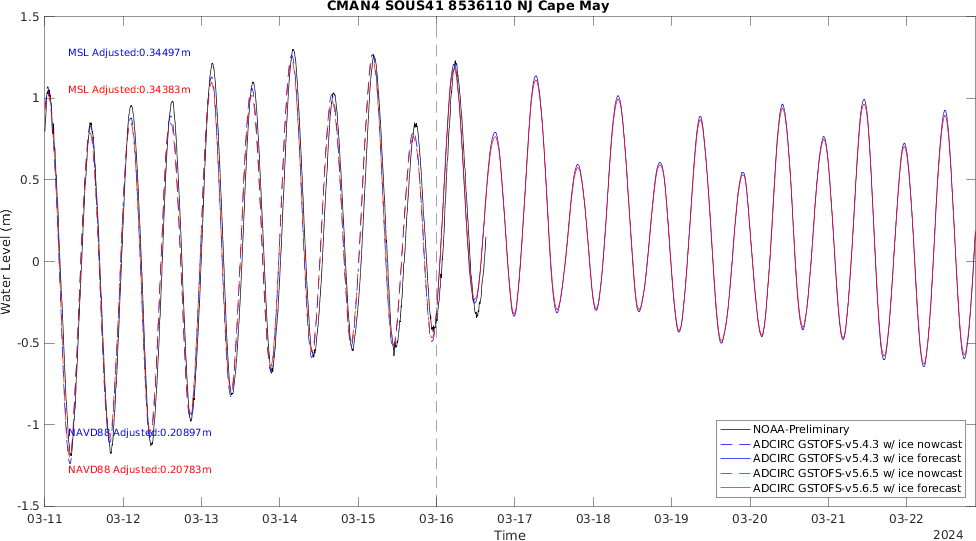 CMAN4 SOUS41 8536110 NJ Cape May
1.5
1
0.5
0
-0.5
-1
-1.5
Water Level (m)
MSL Adjusted:0.34497m
MSL Adjusted:0.34383m
NAVD88 Adjusted:0.20897m
NAVD88 Adjusted:0.20783m
NOAA-Preliminary
ADCIRC GSTOFS-v5.4.3 w/ ice nowcast
ADCIRC GSTOFS-v5.4.3 w/ ice forecast
ADCIRC GSTOFS-v5.6.5 w/ ice nowcast
ADCIRC GSTOFS-v5.6.5 w/ ice forecast
03-11 03-12 03-13 03-14 03-15 03-16 03-17 03-18 03-19 03-20 03-21 03-22
Time
2024